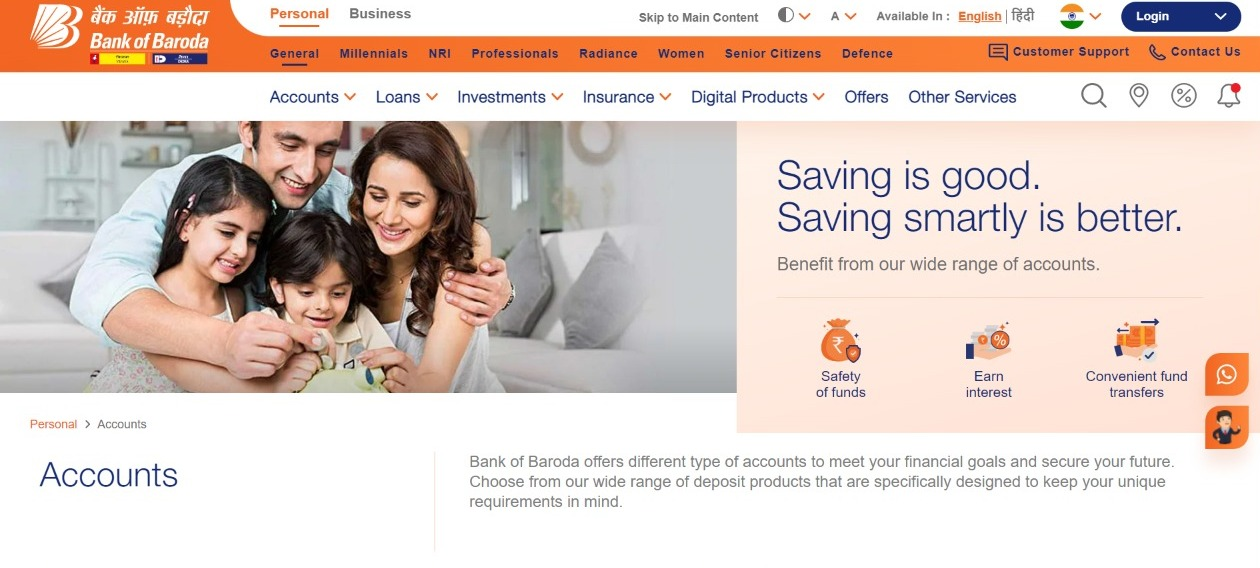 बैंक ऑफ़ बड़ौदा
Bank of Baroda
Personal Business
Skip to Main Content A Available In : English | हिंदी Login
General Millennials NRI Professionals Radiance Women Senior Citizens Defence Customer Support Contact Us
Accounts Loans Investments Insurance Digital Products Offers Other Services
Saving is good.
Saving smartly is better.
Benefit from our wide range of accounts.
Safety
of funds
Earn
interest
Convenient fund
transfers
Personal > Accounts
Accounts
Bank of Baroda offers different type of accounts to meet your financial goals and secure your future.
Choose from our wide range of deposit products that are specifically designed to keep your unique
requirements in mind.